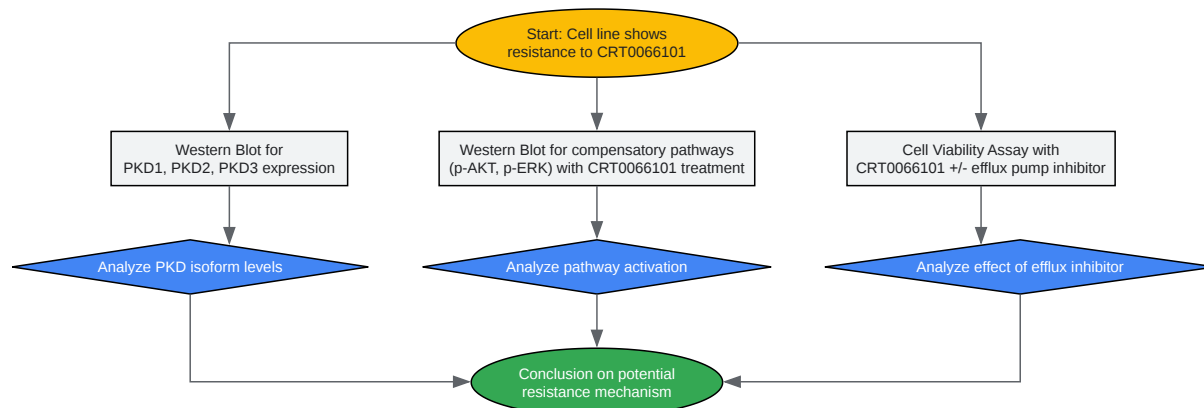 Start: Cell line shows
resistance to CRT0066101
Western Blot for
PKD1, PKD2, PKD3 expression
Western Blot for compensatory pathways
(p-AKT, p-ERK) with CRT0066101 treatment
Cell Viability Assay with
CRT0066101 +/- efflux pump inhibitor
Analyze PKD isoform levels
Analyze pathway activation
Analyze effect of efflux inhibitor
Conclusion on potential
resistance mechanism